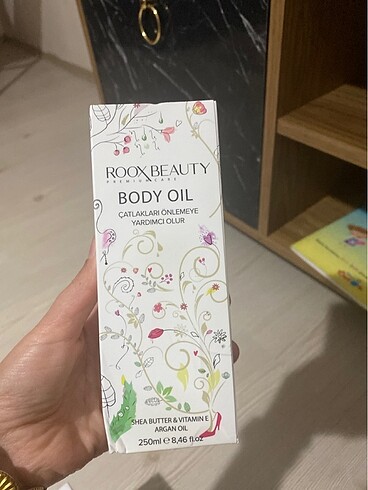 ROOX BEAUTY
PREMIUM CARE
BODY OIL
ÇATLAKLARI ÖNLEMEYE
YARDIMCI OLUR
SHEA BUTTER & VITAMIN E
ARGAN OIL
250ml e 8,46 fl.oz